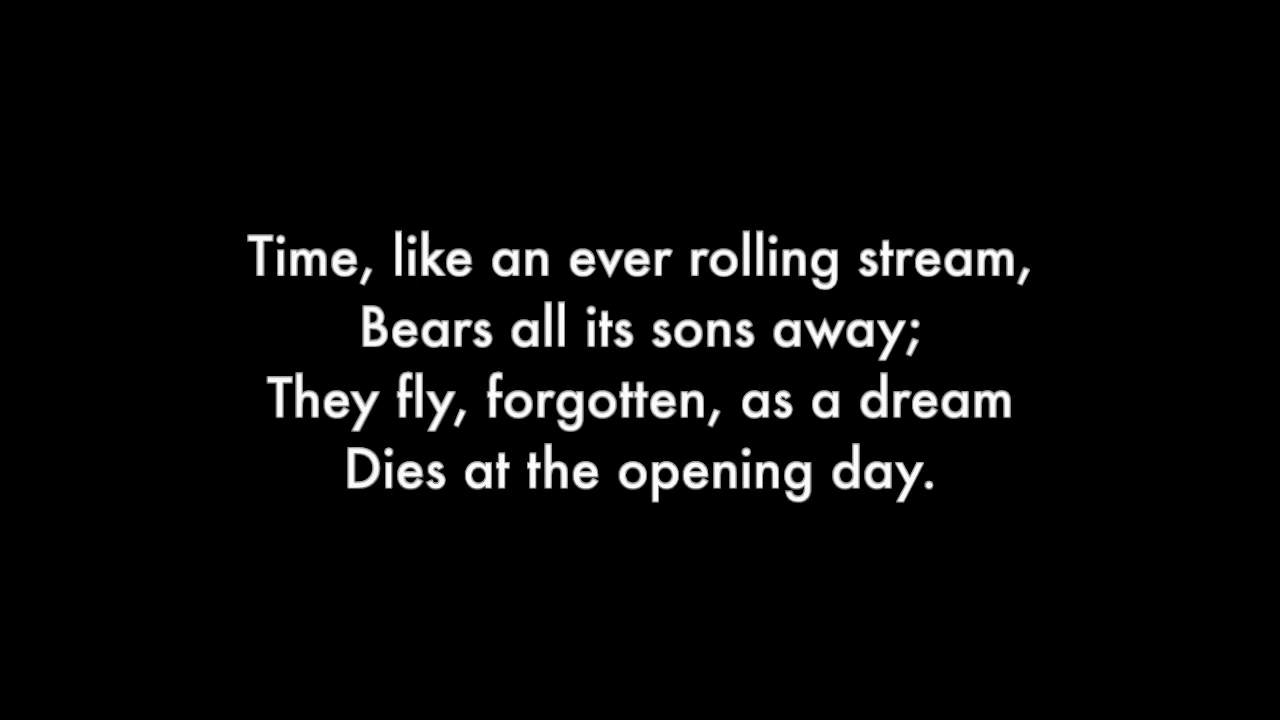 Time, like an ever rolling stream,
Bears all its sons away;
They fly, forgotten, as a dream
Dies at the opening day.